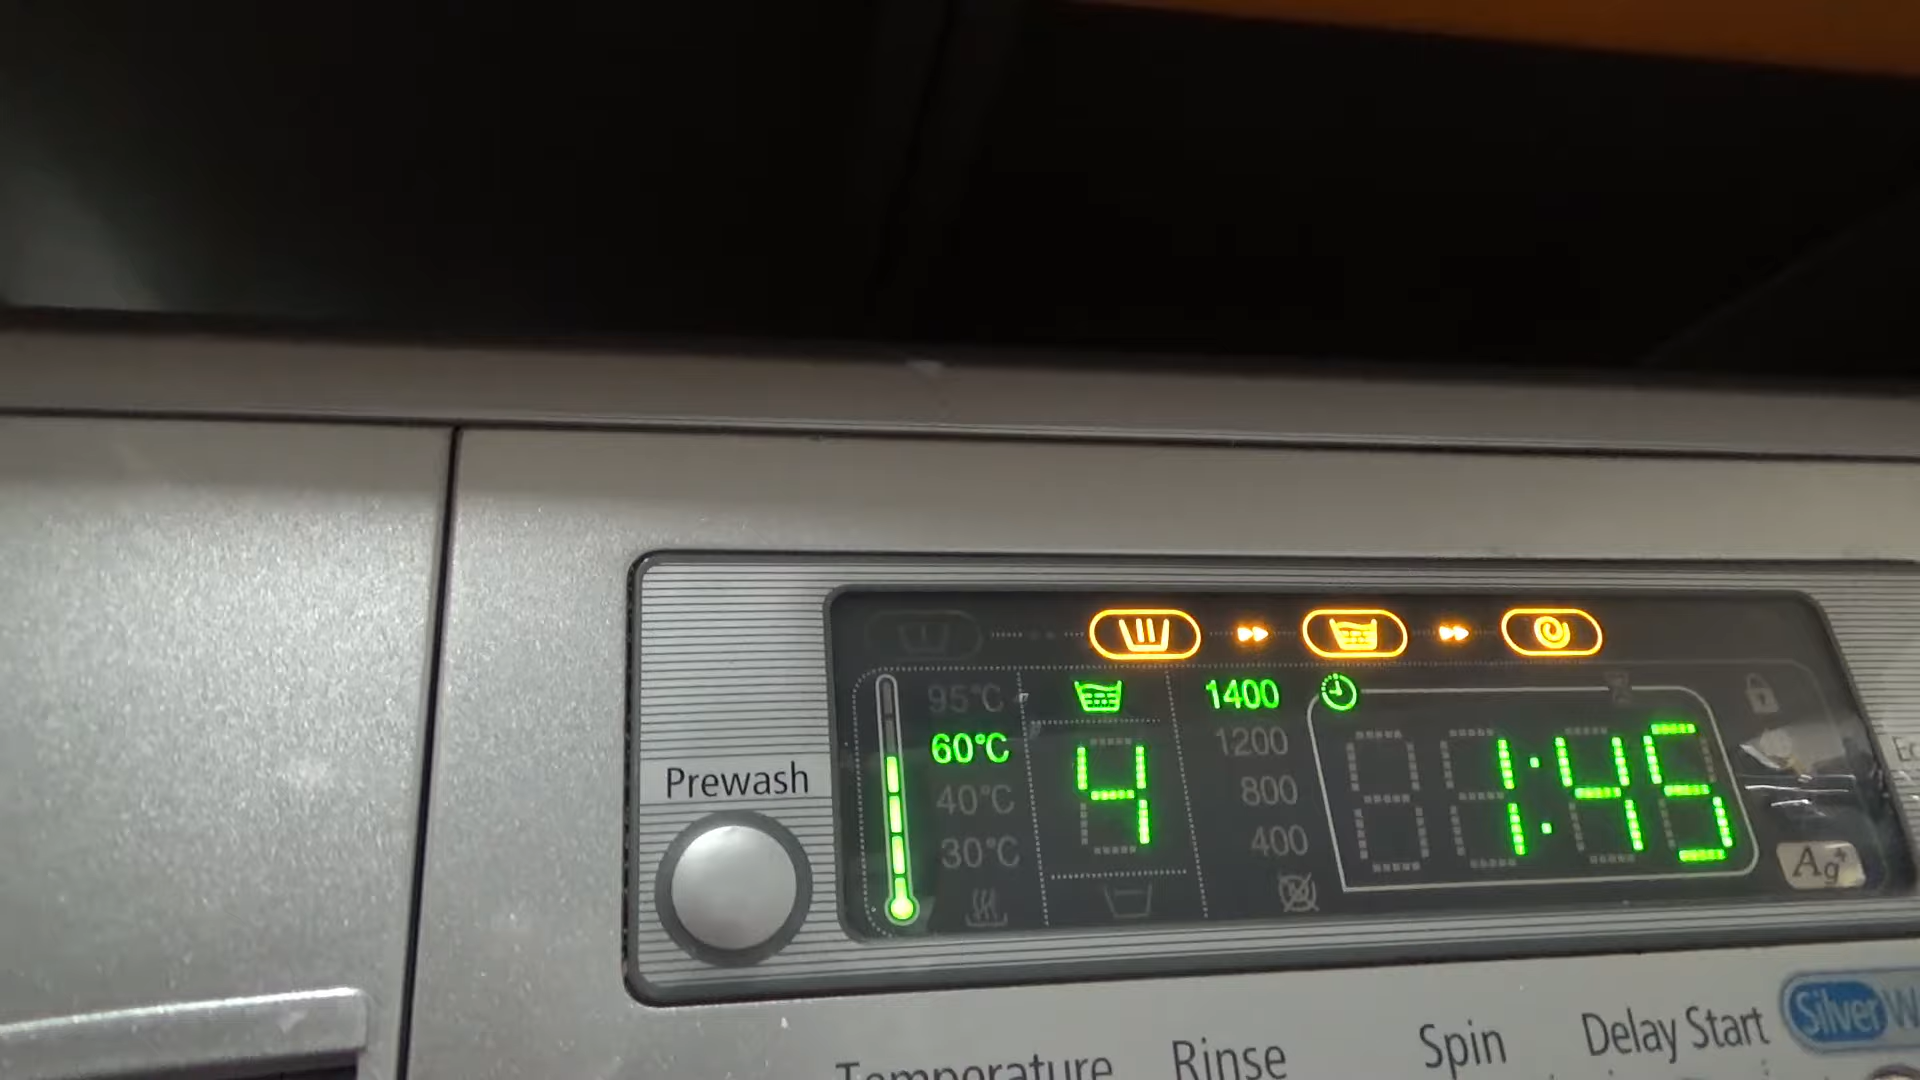 95°C
60°C
40°C
30°C
4
1400
1200
800
400
1:45
Prewash
Ag+
Temperature
Rinse
Spin
Delay Start
Silver